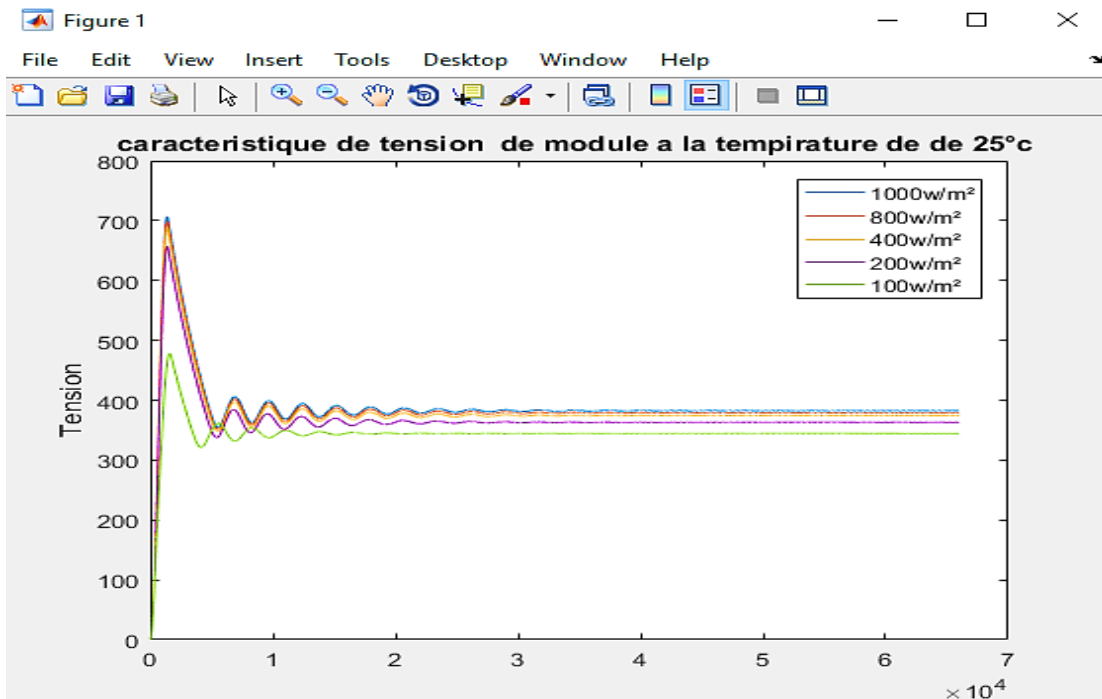 Figure 1
File Edit View Insert Tools Desktop Window Help
caracteristique de tension de module a la tempirature de de 25°c
800
700
600
500
400
300
200
100
0
Tension
1000w/m²
800w/m²
400w/m²
200w/m²
100w/m²
0 1 2 3 4 5 6 7
×10⁴